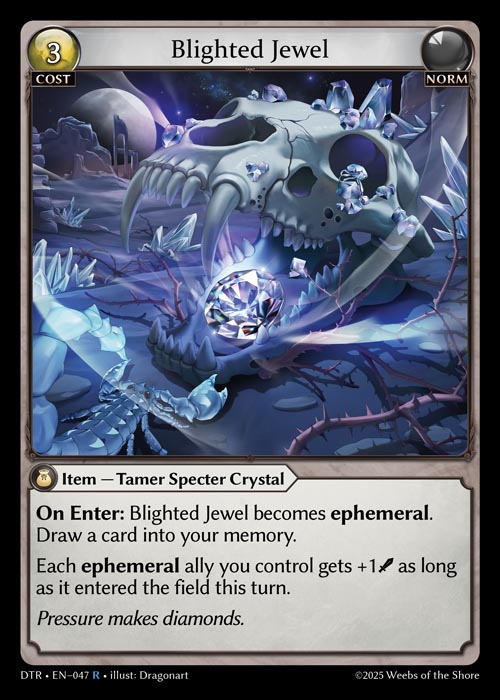 3
Blighted Jewel
COST
NORM
Item — Tamer Specter Crystal
On Enter: Blighted Jewel becomes ephemeral.
Draw a card into your memory.
Each ephemeral ally you control gets +1 as long
as it entered the field this turn.
Pressure makes diamonds.
DTR • EN–047 R • illust: Dragonart
©2025 Weebs of the Shore